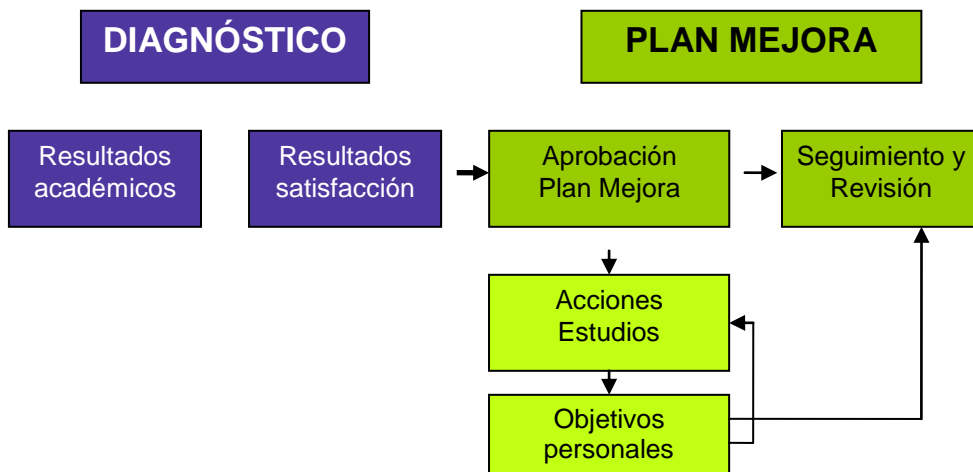 DIAGNÓSTICO
PLAN MEJORA
Resultados
académicos
Resultados
satisfacción
Aprobación
Plan Mejora
Seguimiento y
Revisión
Acciones
Estudios
Objetivos
personales